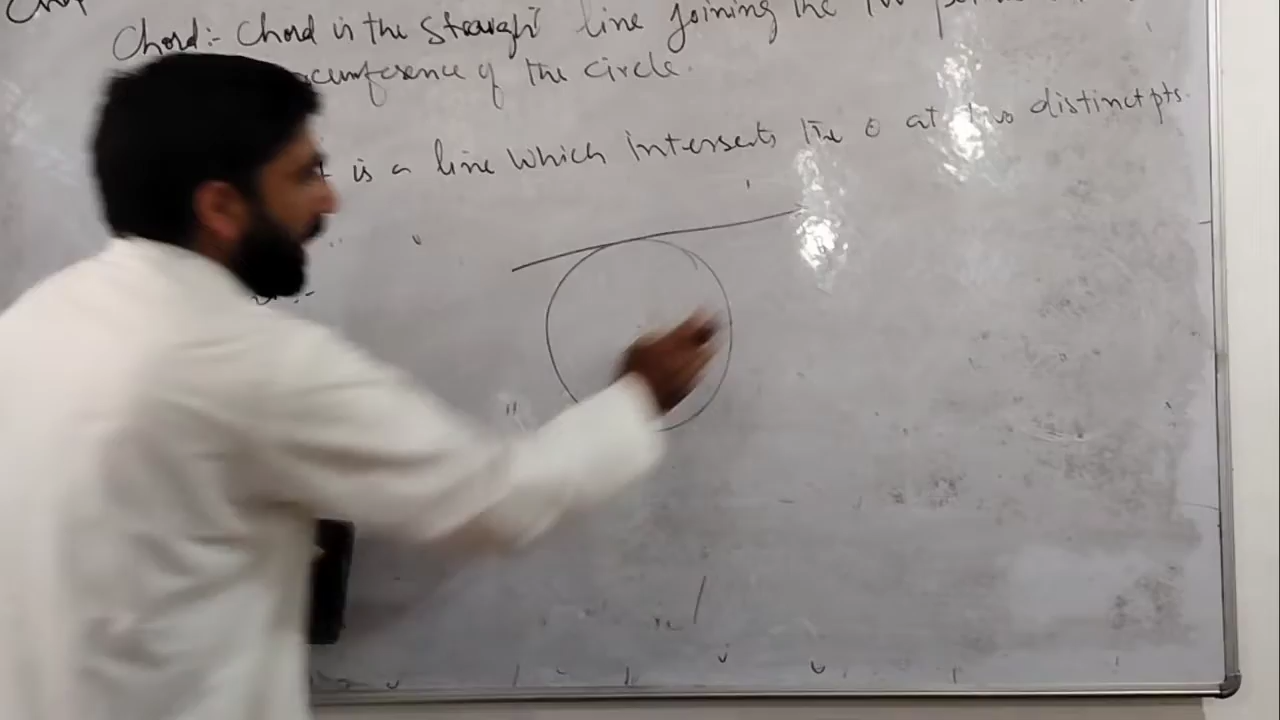 Chord:- Chord is the Straight line joining the
cumference of the circle.
is a line which intersects the ⊙ at two distinct pts.